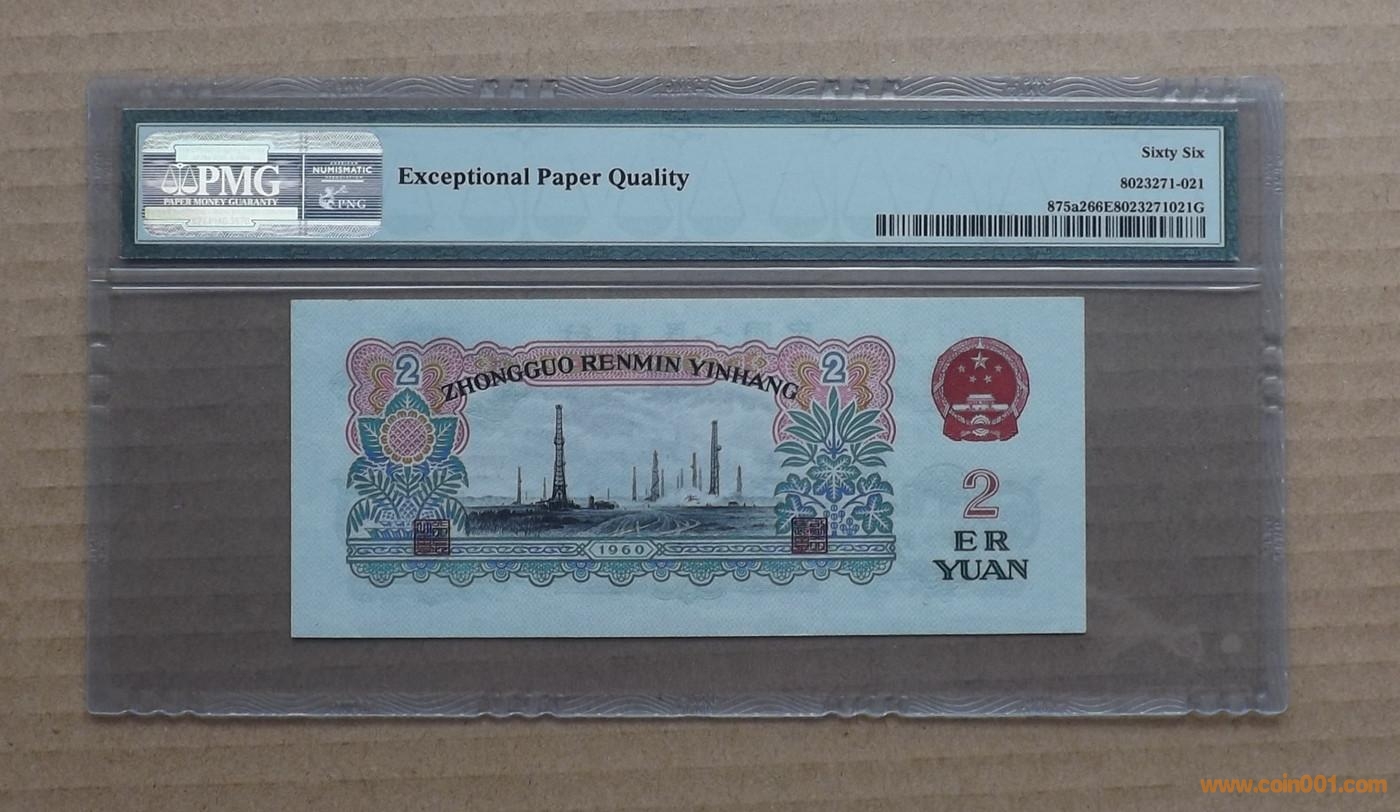 PMG
PAPER MONEY GUARANTY
NUMISMATIC
PNG
Exceptional Paper Quality
Sixty Six
8023271-021
875a266E8023271021G
2
ZHONGGUO RENMIN YINHANG
2
1960
2
ER
YUAN
www.coin001.com